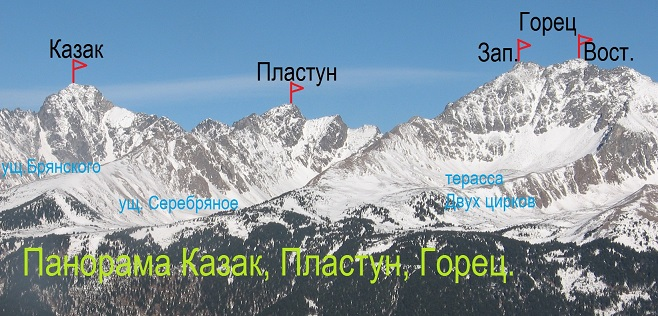 Горец
Казак
Зап.
Вост.
Пластун
ущ.Брянского
терасса
ущ. Серебряное
Двух цирков
Панорама Казак, Пластун, Горец.